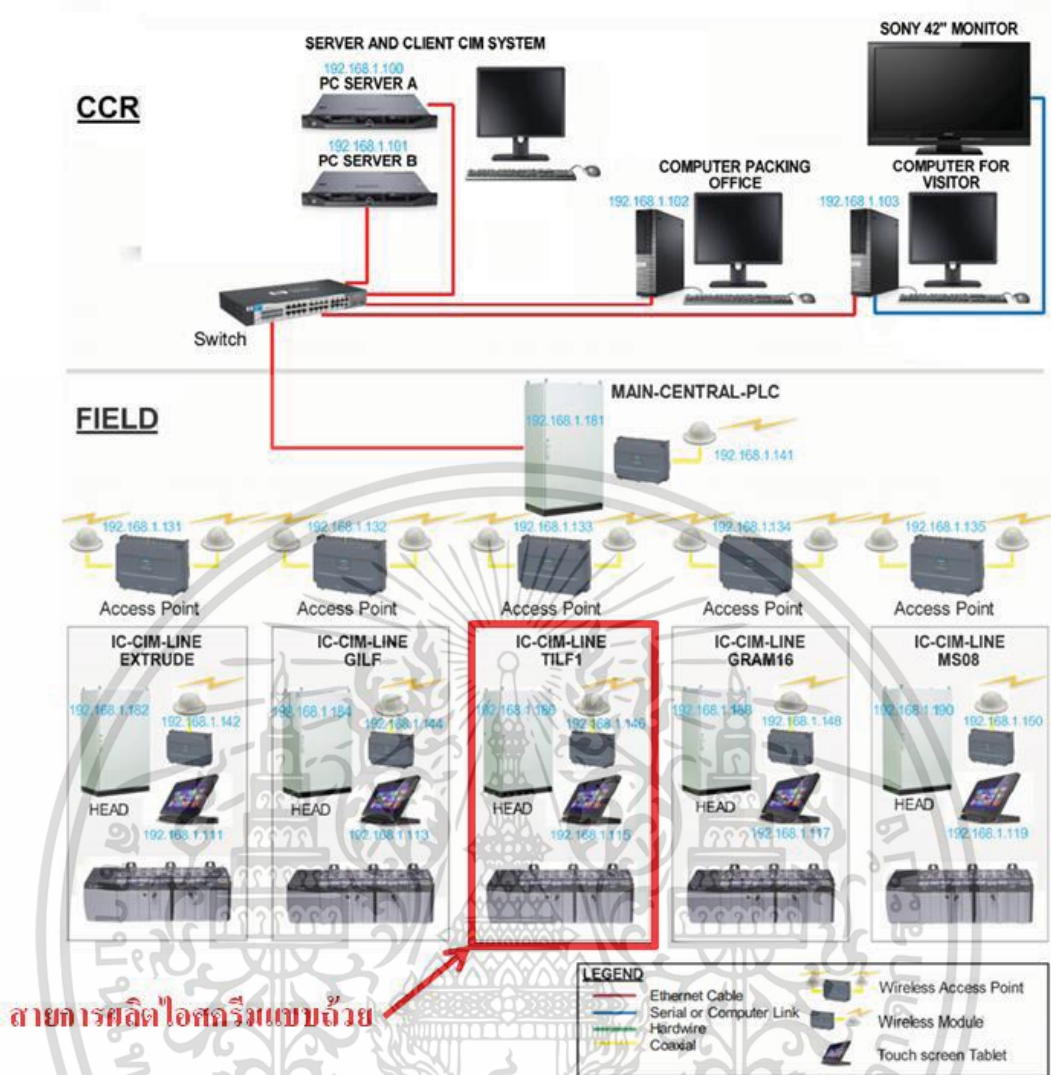 SERVER AND CLIENT CIM SYSTEM
192.168.1.100
PC SERVER A
192.168.1.101
PC SERVER B
CCR
SONY 42" MONITOR
COMPUTER PACKING
OFFICE
192.168.1.102
COMPUTER FOR
VISITOR
192.168.1.103
Switch
FIELD
MAIN-CENTRAL-PLC
192.168.1.181
192.168.1.141
192.168.1.131
192.168.1.132
192.168.1.133
192.168.1.134
192.168.1.135
Access Point
Access Point
Access Point
Access Point
Access Point
IC-CIM-LINE
EXTRUDE
192.168.1.182
192.168.1.142
HEAD
192.168.1.111
IC-CIM-LINE
GILF
192.168.1.184
192.168.1.144
HEAD
192.168.1.113
IC-CIM-LINE
TILF1
192.168.1.186
192.168.1.146
HEAD
192.168.1.115
IC-CIM-LINE
GRAM16
192.168.1.188
192.168.1.148
HEAD
192.168.1.117
IC-CIM-LINE
MS08
192.168.1.190
192.168.1.150
HEAD
192.168.1.119
สายการผลิตไอศกรีมแบบถ้วย
LEGEND
Ethernet Cable
Serial or Computer Link
Hardwire
Coaxial
Wireless Access Point
Wireless Module
Touch screen Tablet